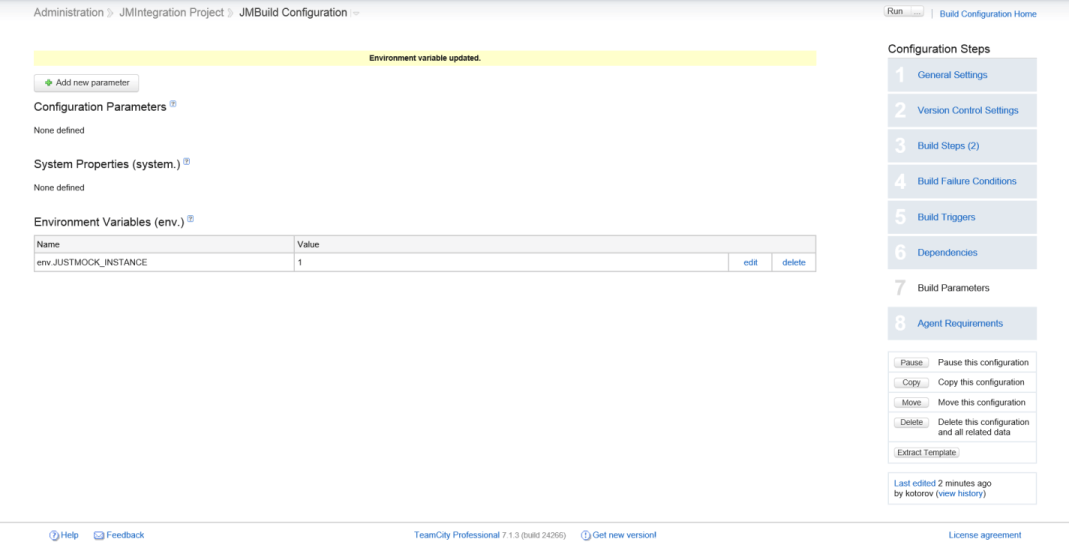 Administration JMIntegration Project JMBuild Configuration
Run ... | Build Configuration Home
Environment variable updated.
Add new parameter
Configuration Parameters ?
None defined
System Properties (system.) ?
None defined
Environment Variables (env.) ?
Name Value
env.JUSTMOCK_INSTANCE 1 edit delete
Configuration Steps
1 General Settings
2 Version Control Settings
3 Build Steps (2)
4 Build Failure Conditions
5 Build Triggers
6 Dependencies
7 Build Parameters
8 Agent Requirements
Pause Pause this configuration
Copy Copy this configuration
Move Move this configuration
Delete Delete this configuration
and all related data
Extract Template
Last edited 2 minutes ago
by kotorov (view history)
? Help Feedback TeamCity Professional 7.1.3 (build 24266) ! Get new version! License agreement